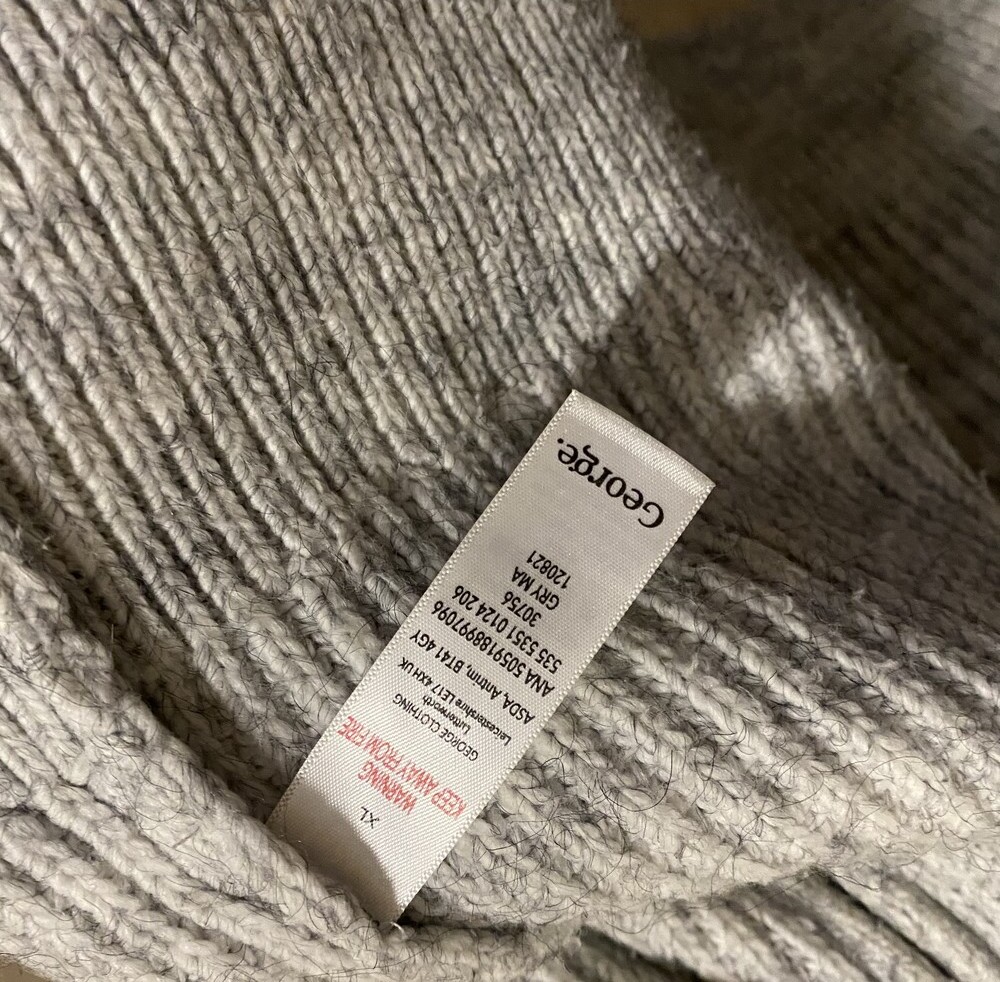 George.
120821
GRY MA
30756
535 5351 0124 206
ANA 5059188997096
ASDA, Antrim, BT41 4GY
Leicestershire LE17 4XH UK
Lutterworth
GEORGE CLOTHING
KEEP AWAY FROM FIRE
WARNING
XL